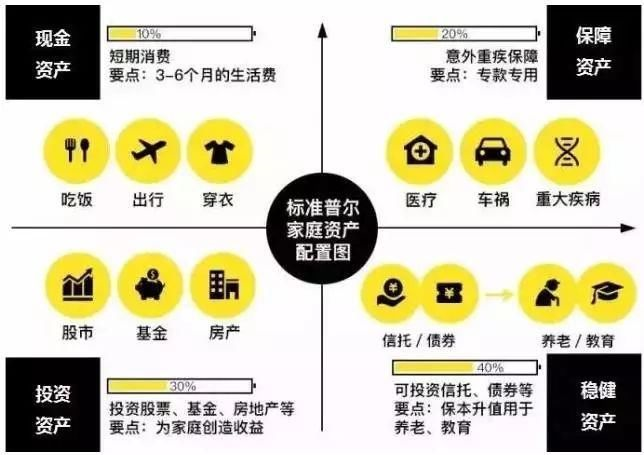 现金
资产
10%
短期消费
要点：3-6个月的生活费
吃饭
出行
穿衣
20%
意外重疾保障
要点：专款专用
保障
资产
医疗
车祸
重大疾病
标准普尔
家庭资产
配置图
股市
基金
房产
投资
资产
30%
投资股票、基金、房地产等
要点：为家庭创造收益
¥
¥
$
信托 / 债券
养老 / 教育
40%
可投资信托、债券等
要点：保本升值用于
养老、教育
稳健
资产